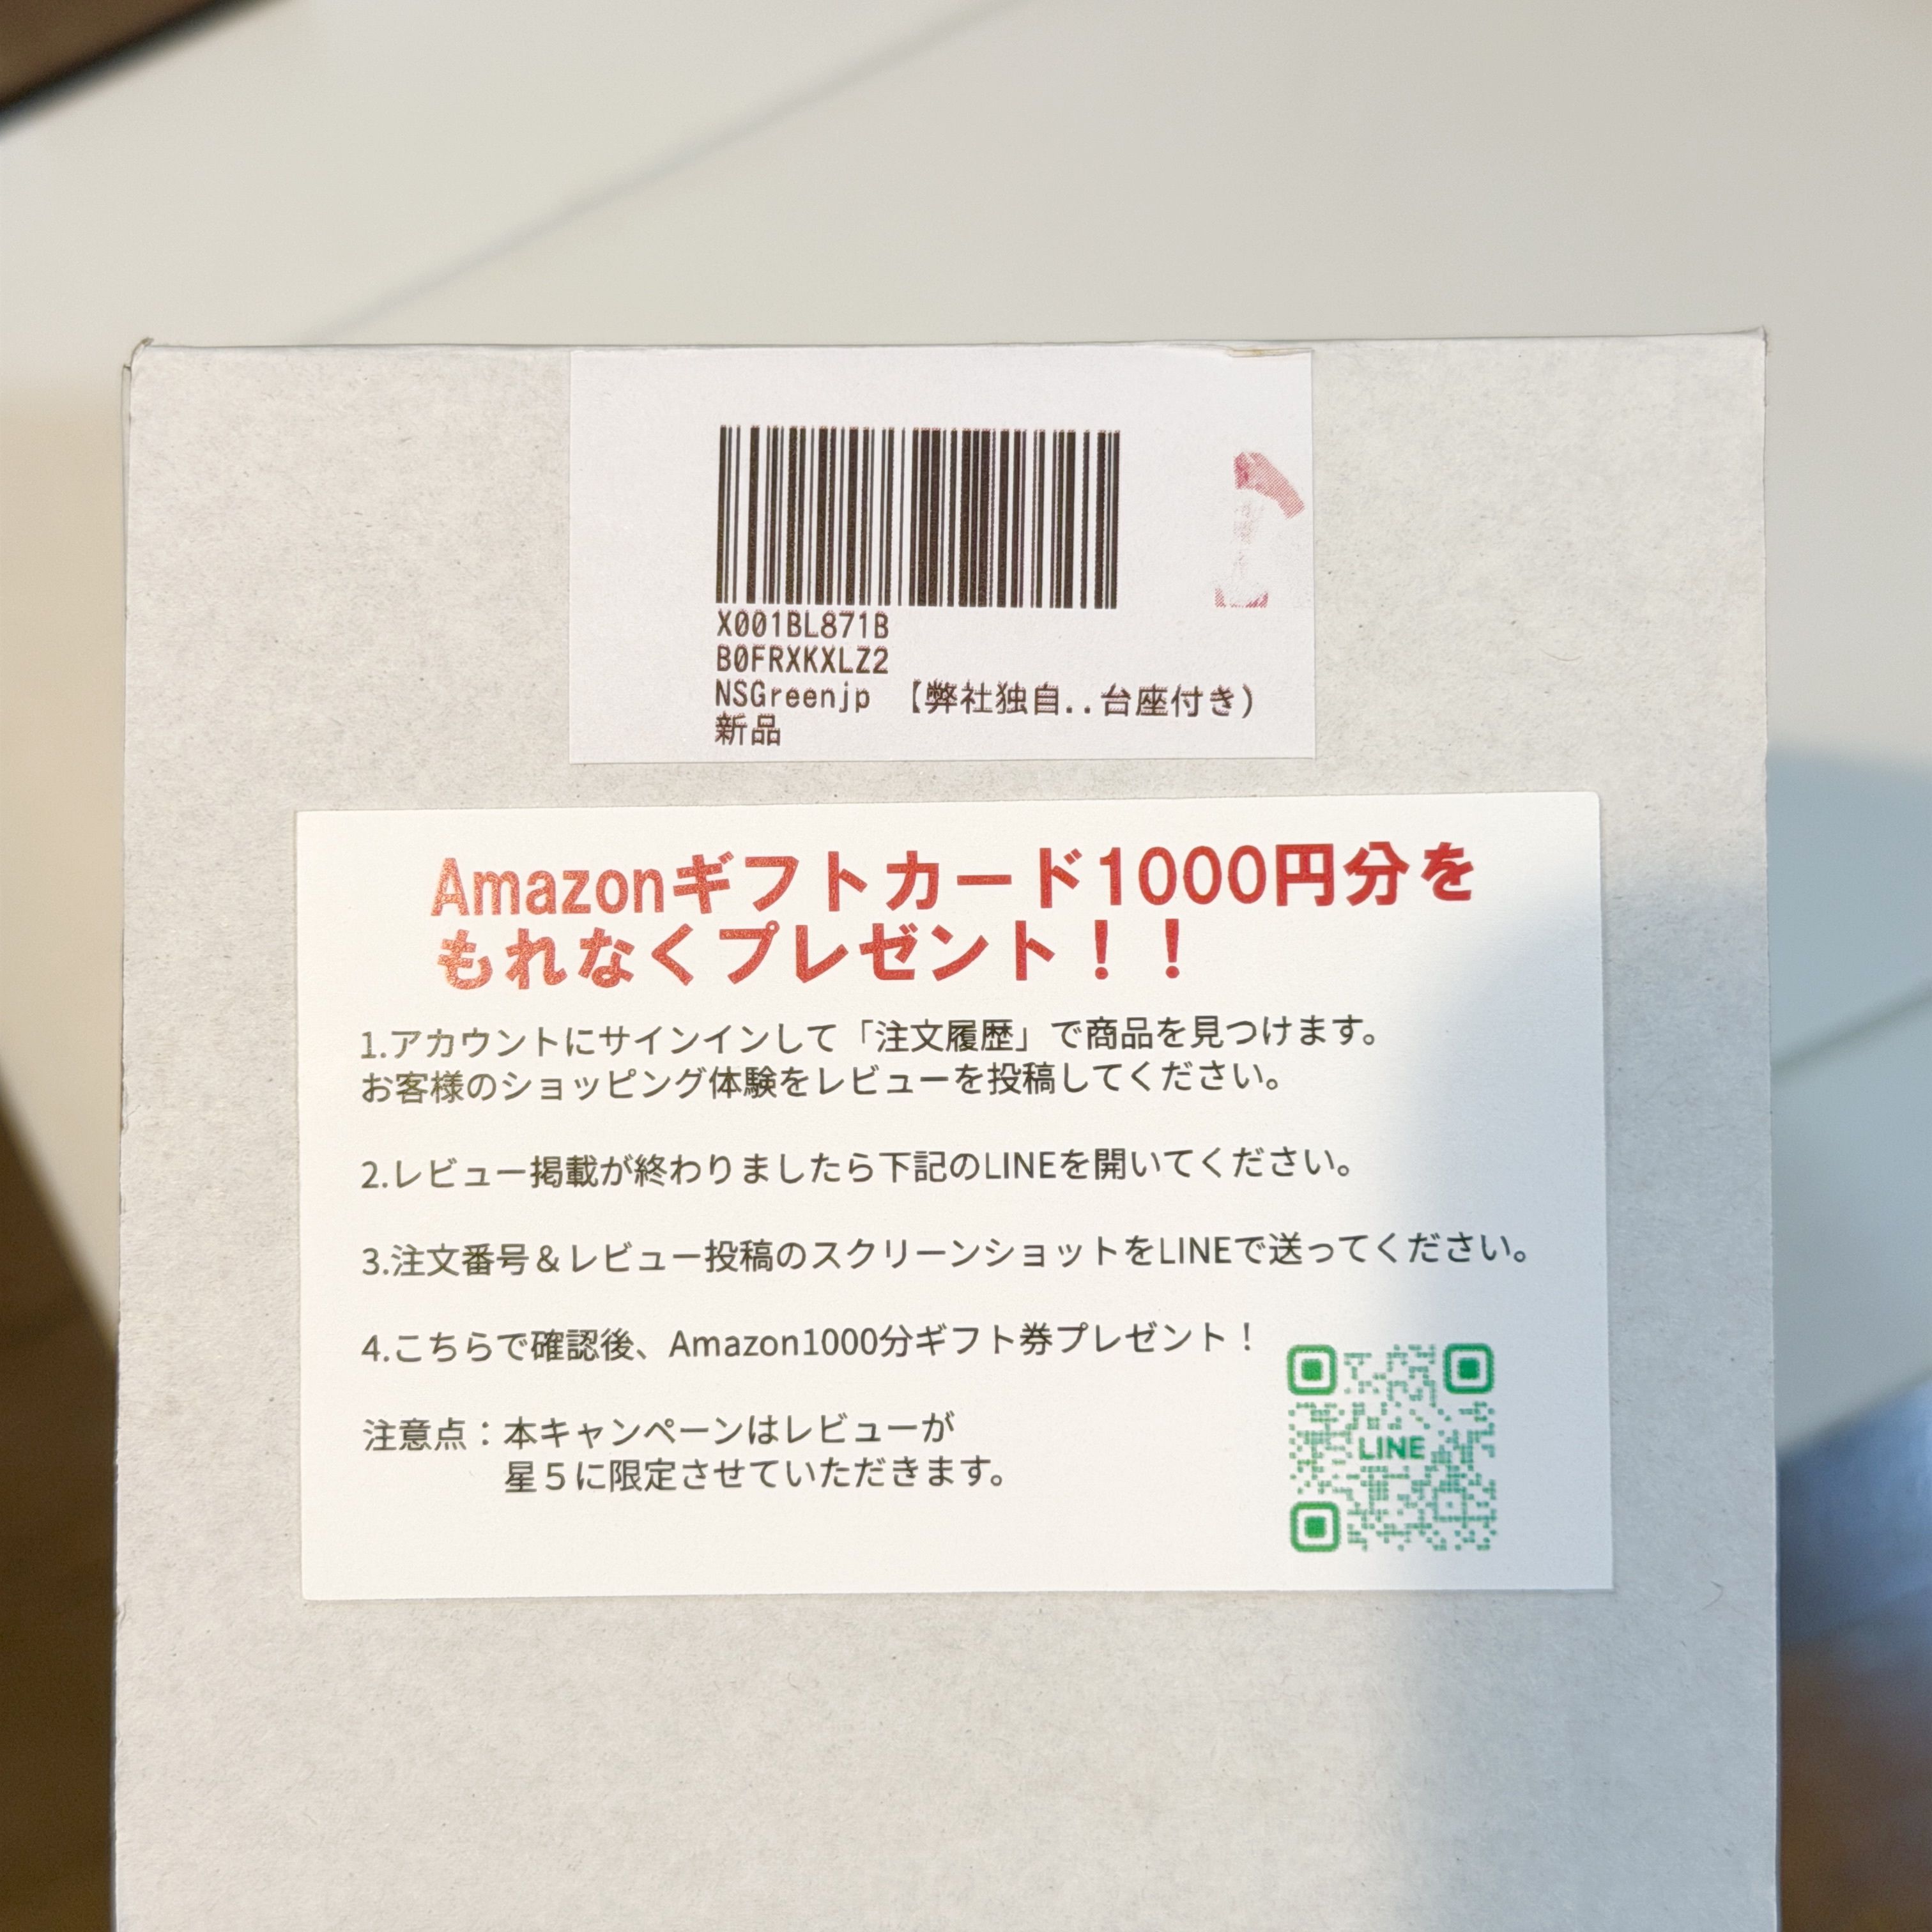 X001BL871B
B0FRXKXLZ2
NSGreenjp 【弊社独自..台座付き）
新品
Amazonギフトカード1000円分を
もれなくプレゼント！！
1.アカウントにサインインして「注文履歴」で商品を見つけます。
お客様のショッピング体験をレビューを投稿してください。
2.レビュー掲載が終わりましたら下記のLINEを開いてください。
3.注文番号＆レビュー投稿のスクリーンショットをLINEで送ってください。
4.こちらで確認後、Amazon1000分ギフト券プレゼント！
注意点：本キャンペーンはレビューが
星５に限定させていただきます。
LINE